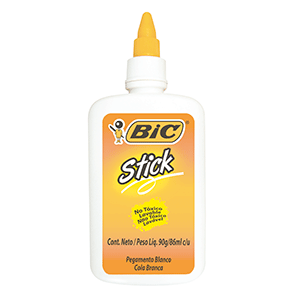 BIC
Stick
No Tóxico
Lavable
Não Tóxico
Lavável
Cont. Neto / Peso Líq. 90g/86ml c/u
Pegamento Blanco
Cola Branca